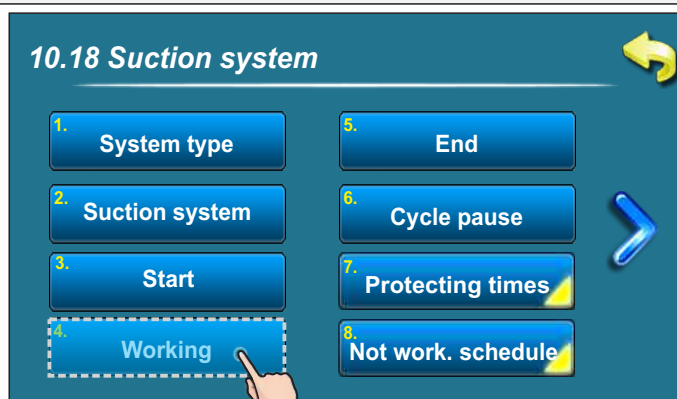 10.18 Suction system
1.
System type
2.
Suction system
3.
Start
4.
Working
5.
End
6.
Cycle pause
7.
Protecting times
8.
Not work. schedule